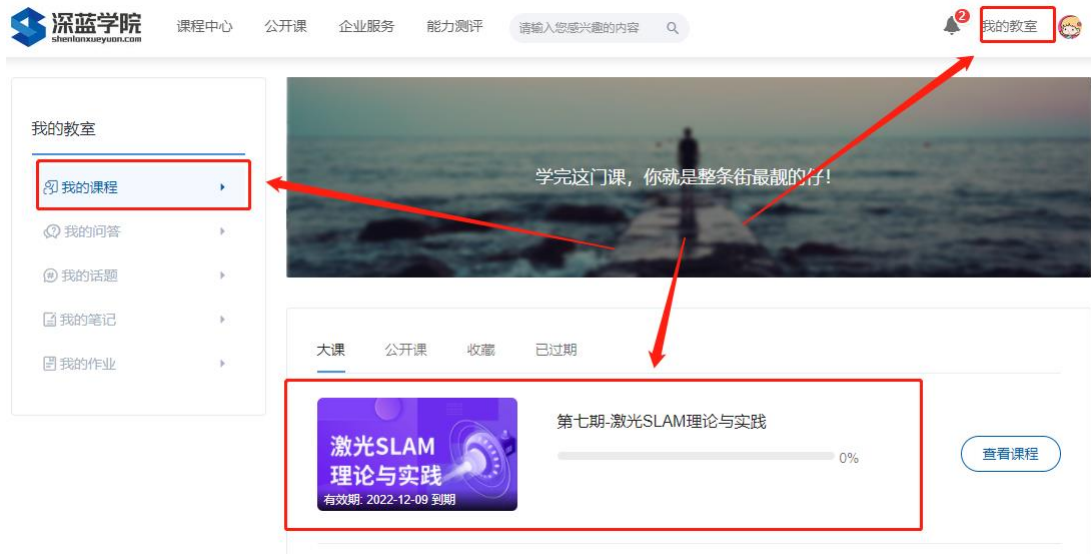 深蓝学院
shenlanxueyuan.com
课程中心 公开课 企业服务 能力测评 请输入您感兴趣的内容 2 我的教室
我的教室
我的课程
我的问答
我的话题
我的笔记
我的作业
学完这门课，你就是整条街最靓的仔!
大课 公开课 收藏 已过期
激光SLAM
理论与实践
有效期: 2022-12-09 到期
第七期-激光SLAM理论与实践
0%
查看课程